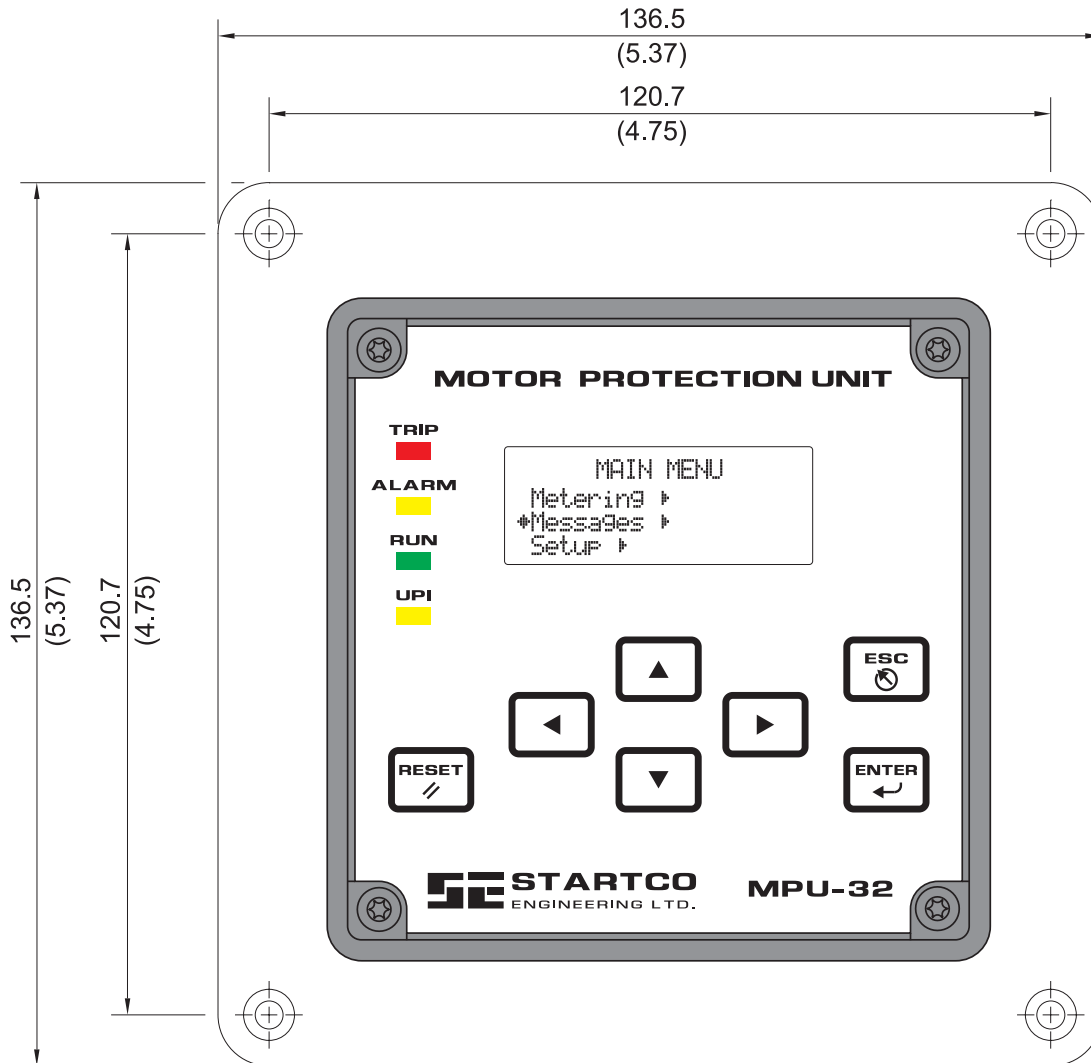 136.5
(5.37)
120.7
(4.75)
136.5
(5.37)
120.7
(4.75)
MOTOR PROTECTION UNIT
TRIP
ALARM
RUN
UPI
MAIN MENU
Metering
Messages
Setup
ESC
RESET
ENTER
SE STARTCO
ENGINEERING LTD.
MPU-32